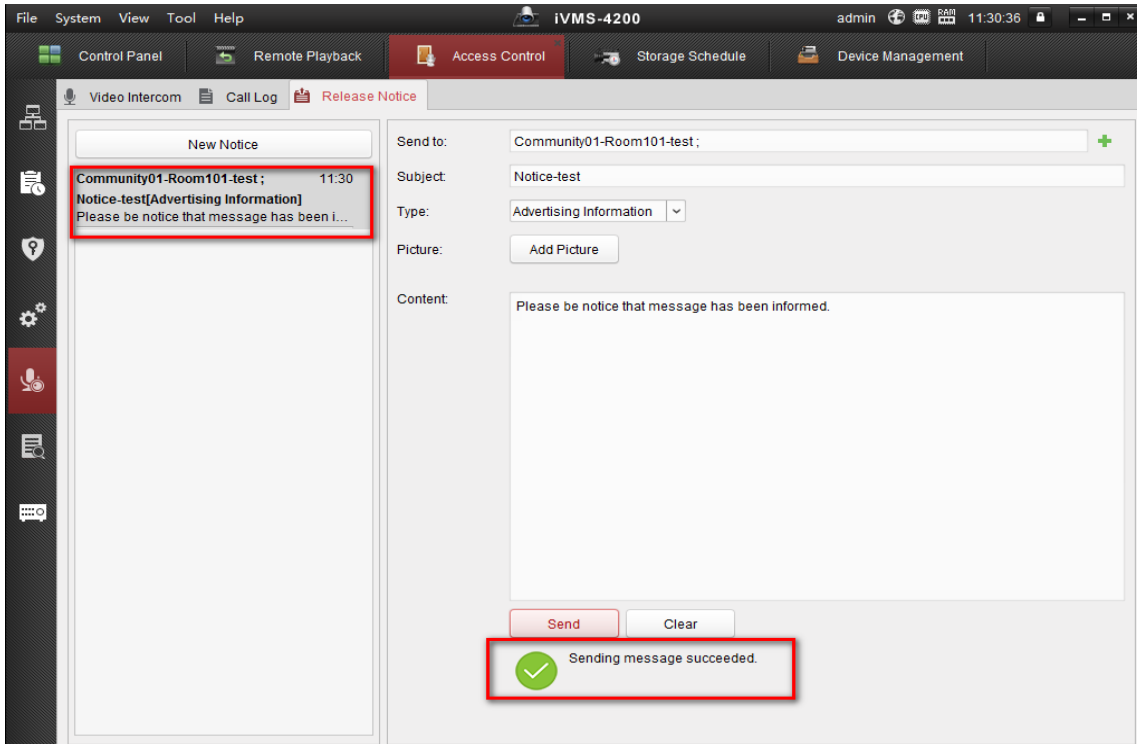 File System View Tool Help iVMS-4200 admin CPU RAM 11:30:36
Control Panel Remote Playback Access Control Storage Schedule Device Management
Video Intercom Call Log Release Notice
New Notice
Community01-Room101-test ; 11:30
Notice-test[Advertising Information]
Please be notice that message has been i...
Send to: Community01-Room101-test ;
Subject: Notice-test
Type: Advertising Information
Picture: Add Picture
Content: Please be notice that message has been informed.
Send Clear
Sending message succeeded.